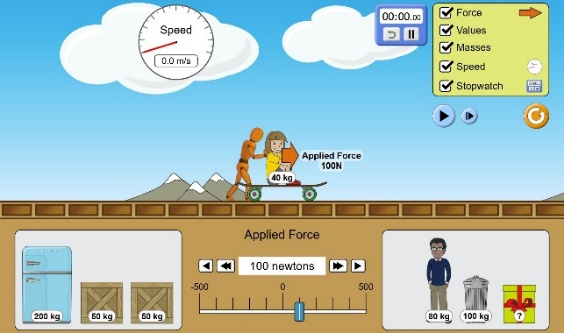 Speed
0.0 m/s
00:00.00
Force
Values
Masses
Speed
Stopwatch
Applied Force
100N
40 kg
Applied Force
100 newtons
-500
0
500
200 kg
50 kg
50 kg
80 kg
100 kg
?